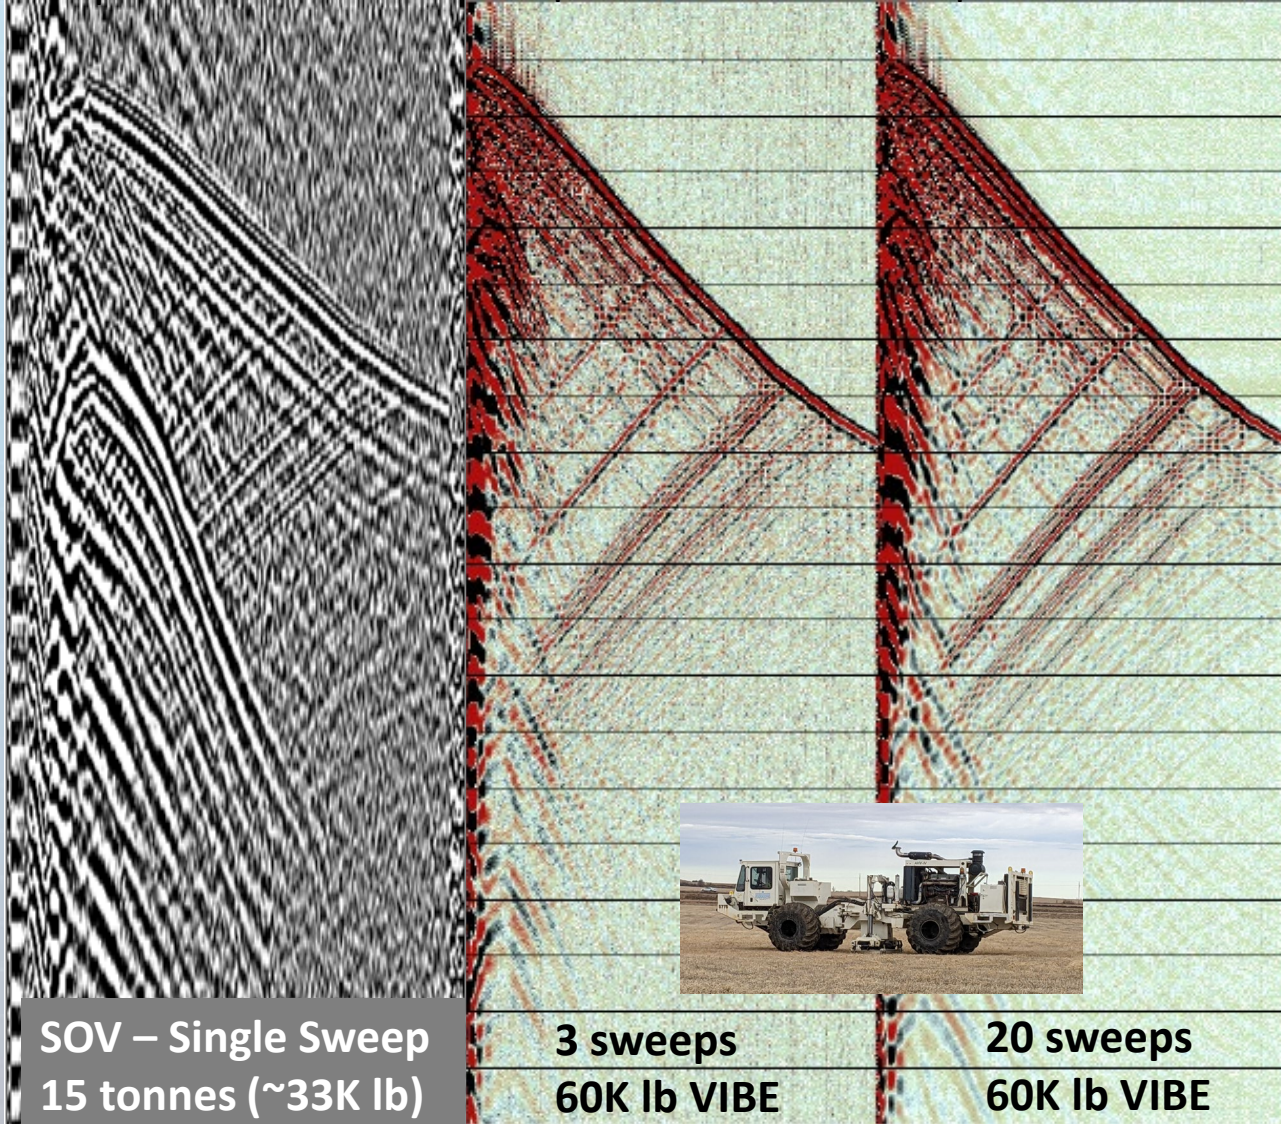 SOV – Single Sweep
15 tonnes (~33K lb)
3 sweeps
60K lb VIBE
20 sweeps
60K lb VIBE